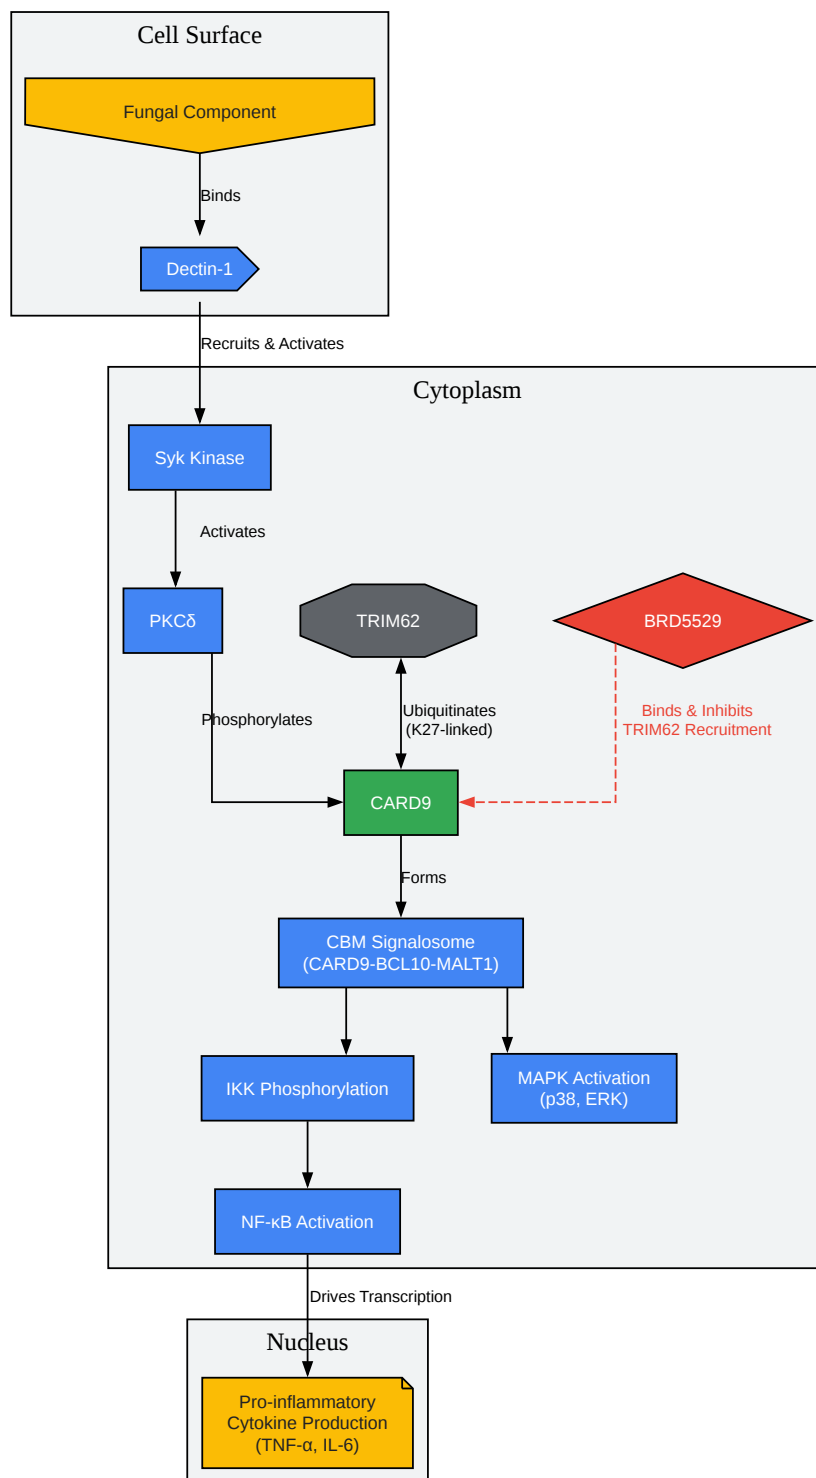 Cell Surface
Fungal Component
Binds
Dectin-1
Recruits & Activates
Cytoplasm
Syk Kinase
Activates
PKCδ
TRIM62
BRD5529
Phosphorylates
Ubiquitinates
(K27-linked)
Binds & Inhibits
TRIM62 Recruitment
CARD9
Forms
CBM Signalosome
(CARD9-BCL10-MALT1)
IKK Phosphorylation
MAPK Activation
(p38, ERK)
NF-κB Activation
Drives Transcription
Nucleus
Pro-inflammatory
Cytokine Production
(TNF-α, IL-6)